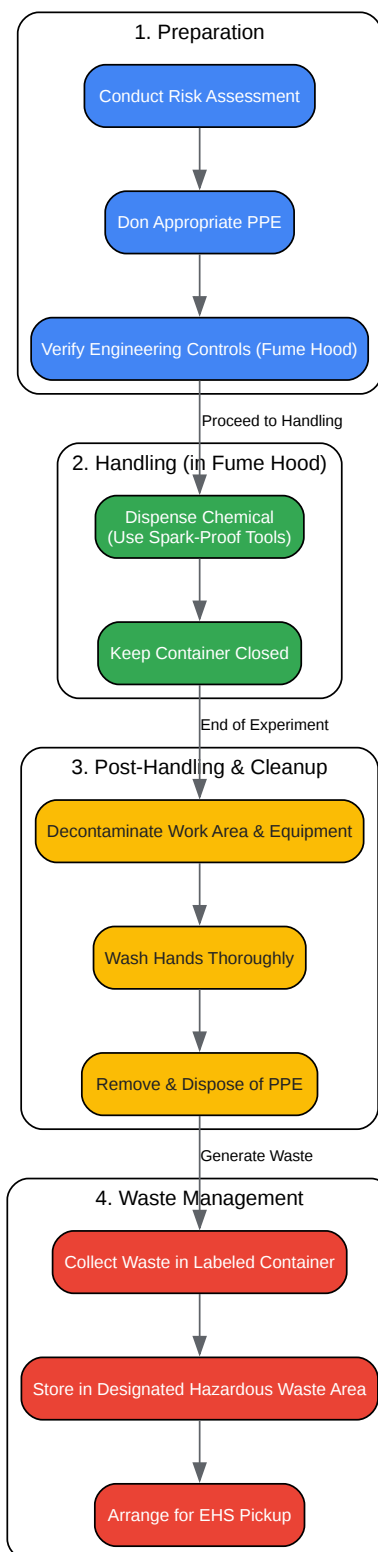 1. Preparation
Conduct Risk Assessment
Don Appropriate PPE
Verify Engineering Controls (Fume Hood)
Proceed to Handling
2. Handling (in Fume Hood)
Dispense Chemical
(Use Spark-Proof Tools)
Keep Container Closed
End of Experiment
3. Post-Handling & Cleanup
Decontaminate Work Area & Equipment
Wash Hands Thoroughly
Remove & Dispose of PPE
Generate Waste
4. Waste Management
Collect Waste in Labeled Container
Store in Designated Hazardous Waste Area
Arrange for EHS Pickup